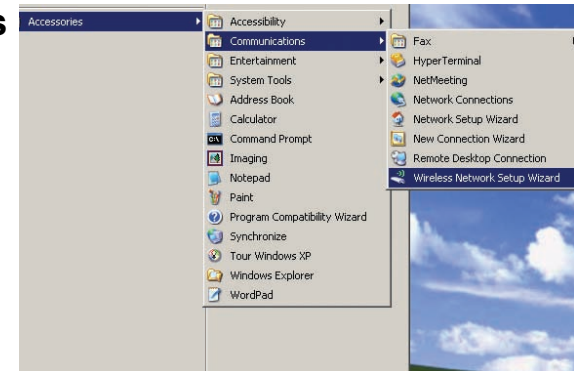 s
Accessories
Accessibility
Communications
Entertainment
System Tools
Address Book
Calculator
Command Prompt
Imaging
Notepad
Paint
Program Compatibility Wizard
Synchronize
Tour Windows XP
Windows Explorer
WordPad
Fax
HyperTerminal
NetMeeting
Network Connections
Network Setup Wizard
New Connection Wizard
Remote Desktop Connection
Wireless Network Setup Wizard